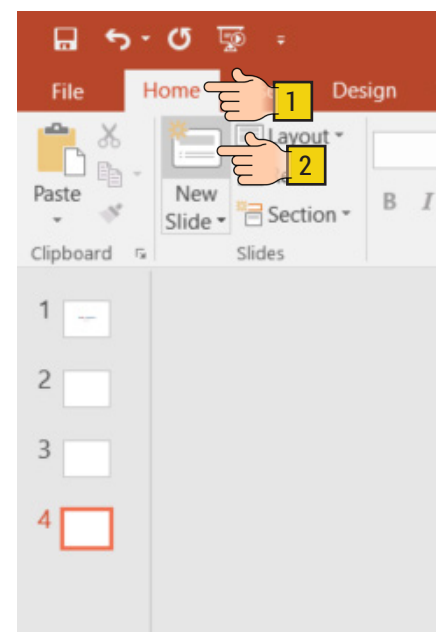 File Home Design
1
Layout
2
Paste New
Slide Section
B I
Clipboard Slides
1
2
3
4